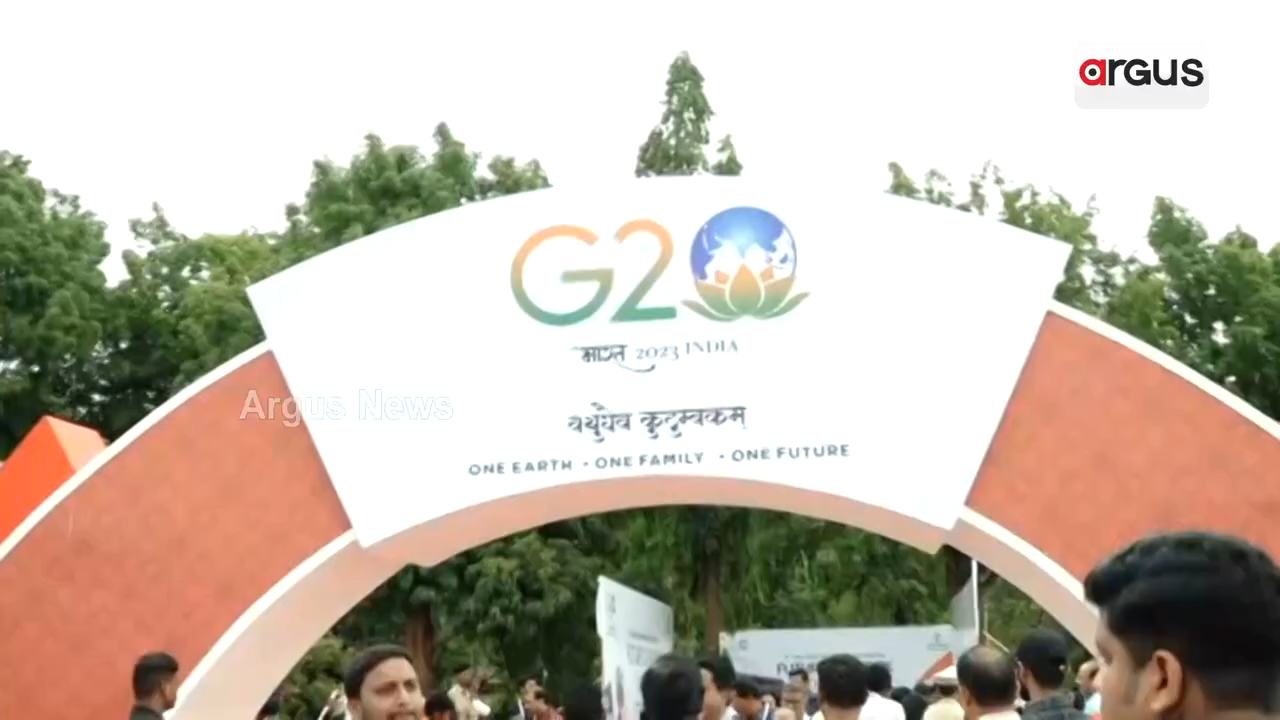 argus
G20
भारत 2023 INDIA
Argus News
वसुधैव कुटुम्बकम्
ONE EARTH • ONE FAMILY • ONE FUTURE